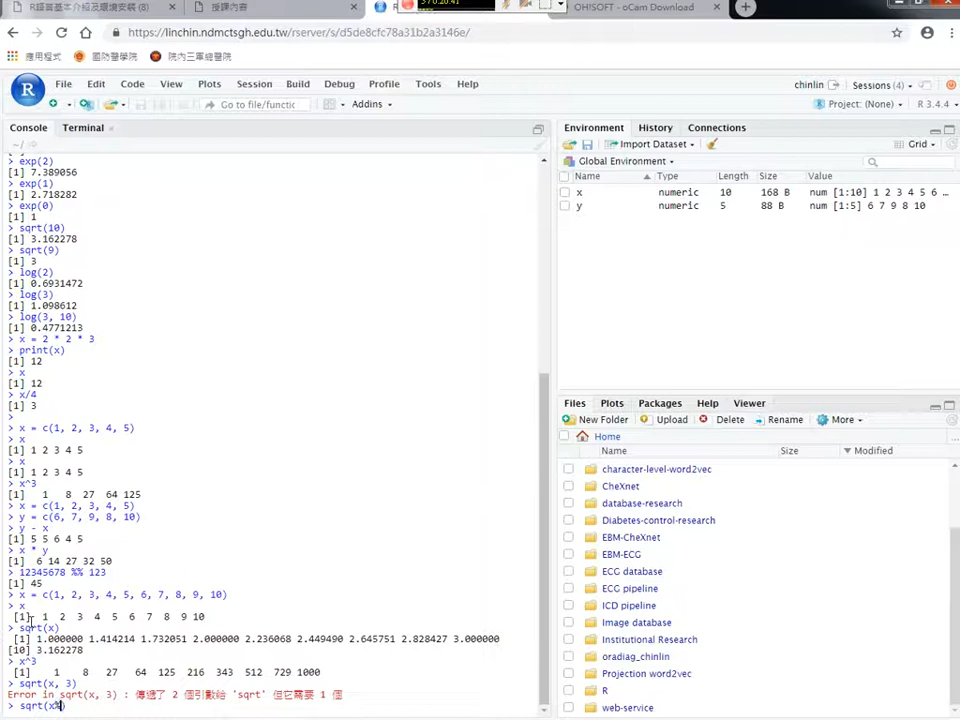 R語言基本介紹及環境安裝 (8)
授課內容
OH!SOFT - oCam Download
https://linchin.ndmctsgh.edu.tw/rserver/s/d5de8cfc78a31b2a3146e/
應用程式
國防醫學院
院內三軍總醫院
File Edit Code View Plots Session Build Debug Profile Tools Help
chinlin
Sessions (4)
Go to file/functic
Addins
Project: (None)
R 3.4.4
Console
Terminal
~/
> exp(2)
[1] 7.389056
> exp(1)
[1] 2.718282
> exp(0)
[1] 1
> sqrt(10)
[1] 3.162278
> sqrt(9)
[1] 3
> log(2)
[1] 0.6931472
> log(3)
[1] 1.098612
> log(3, 10)
[1] 0.4771213
> x = 2 * 2 * 3
> print(x)
[1] 12
> x
[1] 12
> x/4
[1] 3
>
> x = c(1, 2, 3, 4, 5)
> x
[1] 1 2 3 4 5
> x
[1] 1 2 3 4 5
> x^3
[1] 1 8 27 64 125
> x = c(1, 2, 3, 4, 5)
> y = c(6, 7, 9, 8, 10)
> y - x
[1] 5 5 6 4 5
> x * y
[1] 6 14 27 32 50
> 12345678 %% 123
[1] 45
> x = c(1, 2, 3, 4, 5, 6, 7, 8, 9, 10)
> x
[1] 1 2 3 4 5 6 7 8 9 10
> sqrt(x)
[1] 1.000000 1.414214 1.732051 2.000000 2.236068 2.449490 2.645751 2.828427 3.000000
[10] 3.162278
> x^3
[1] 1 8 27 64 125 216 343 512 729 1000
> sqrt(x, 3)
Error in sqrt(x, 3) : 傳遞了 2 個引數給 'sqrt' 但它需要 1 個
> sqrt(x%)
Environment
History
Connections
Import Dataset
Grid
Global Environment
Name Type Length Size Value
x numeric 10 168 B num [1:10] 1 2 3 4 5 6 …
y numeric 5 88 B num [1:5] 6 7 9 8 10
Files Plots Packages Help Viewer
New Folder Upload Delete Rename More
Home
Name Size Modified
character-level-word2vec
CheXnet
database-research
Diabetes-control-research
EBM-CheXnet
EBM-ECG
ECG database
ECG pipeline
ICD pipeline
Image database
Institutional Research
oradiag_chinlin
Projection word2vec
R
web-service